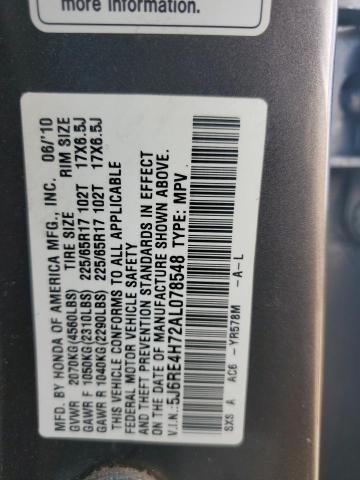 more information.
MFD. BY HONDA OF AMERICA MFG., INC. 06/'10
GVWR 2070KG(4560LBS) TIRE SIZE RIM SIZE
GAWR F 1050KG(2310LBS) 225/65R17 102T 17X6.5J
GAWR R 1040KG(2290LBS) 225/65R17 102T 17X6.5J
THIS VEHICLE CONFORMS TO ALL APPLICABLE
FEDERAL MOTOR VEHICLE SAFETY
AND THEFT PREVENTION STANDARDS IN EFFECT
ON THE DATE OF MANUFACTURE SHOWN ABOVE.
V.I.N.: 5J6RE4H72AL078548 TYPE: MPV
SXS A AC6 -YR578M -A-L